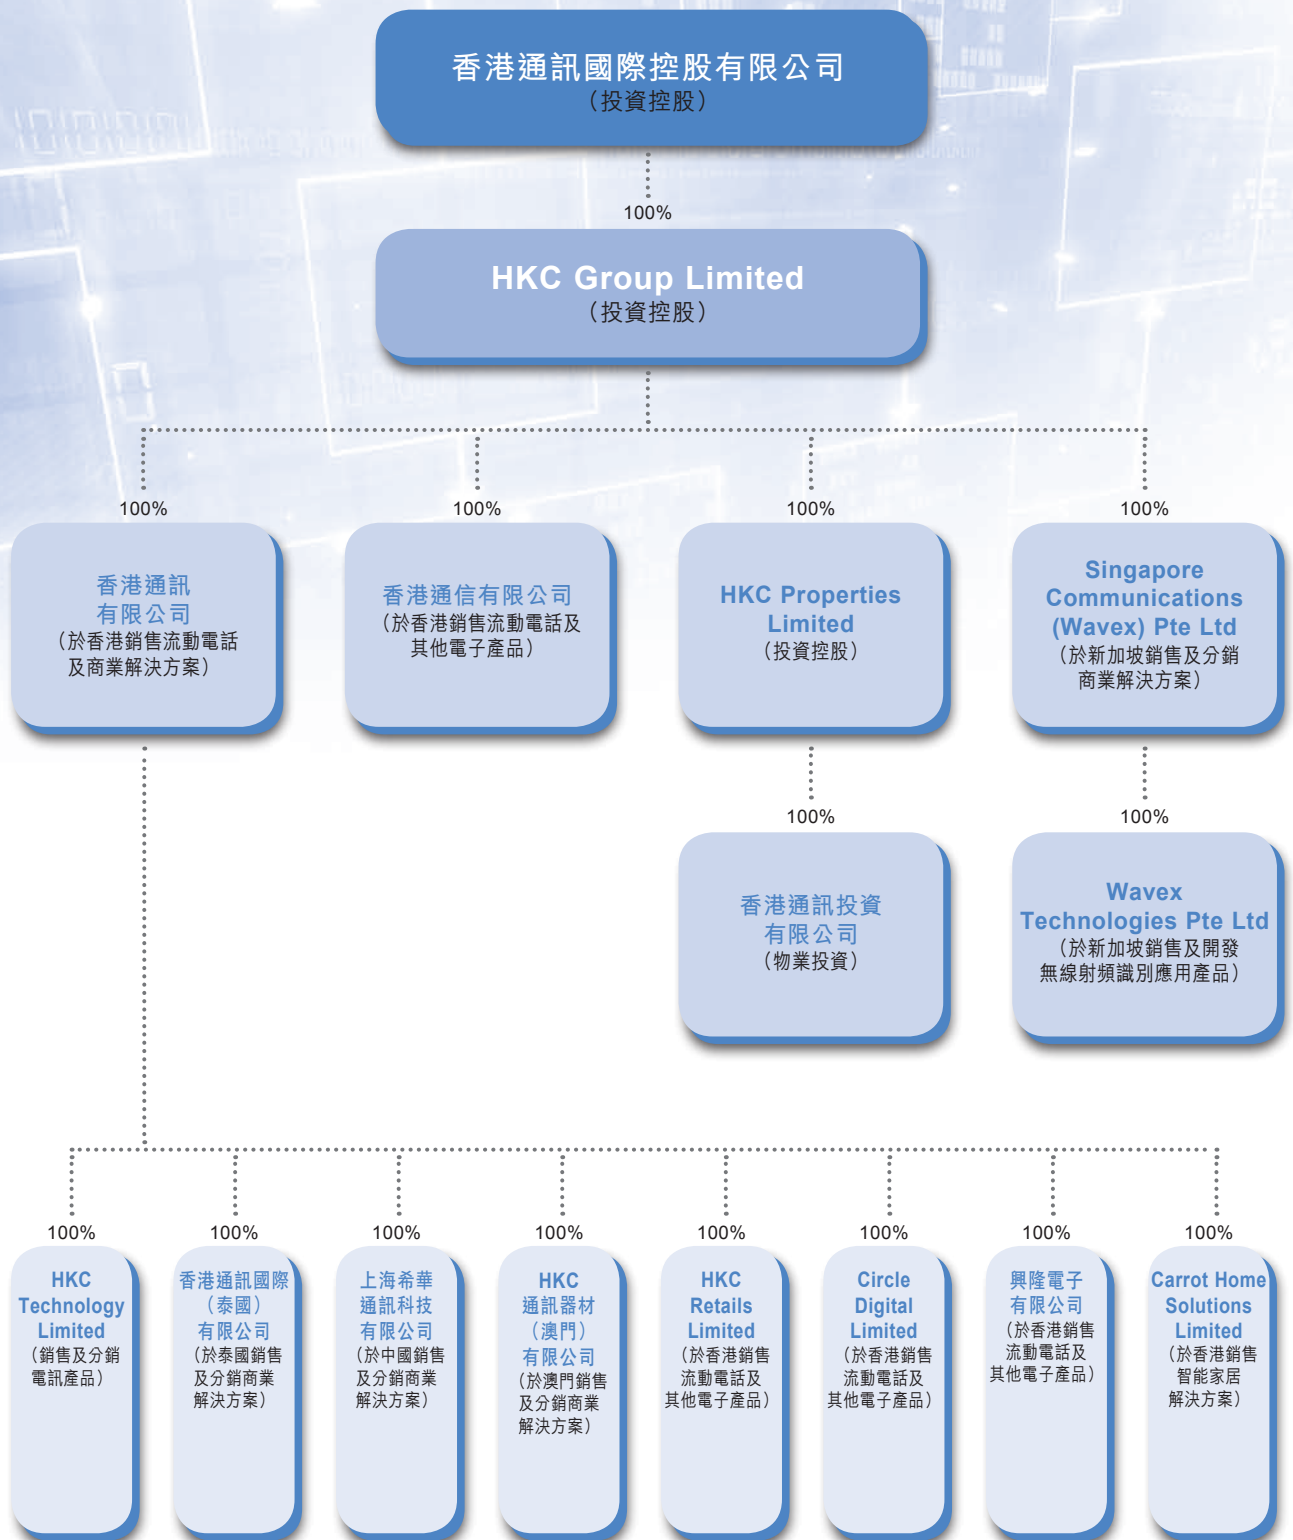 香港通訊國際控股有限公司
（投資控股）
100%
HKC Group Limited
（投資控股）
100%
100%
100%
100%
香港通訊
有限公司
（於香港銷售流動電話
及商業解決方案）
香港通信有限公司
（於香港銷售流動電話及
其他電子產品）
HKC Properties
Limited
（投資控股）
Singapore
Communications
(Wavex) Pte Ltd
（於新加坡銷售及分銷
商業解決方案）
100%
100%
香港通訊投資
有限公司
（物業投資）
Wavex
Technologies Pte Ltd
（於新加坡銷售及開發
無線射頻識別應用產品）
100%
100%
100%
100%
100%
100%
100%
100%
HKC
Technology
Limited
（銷售及分銷
電訊產品）
香港通訊國際
（泰國）
有限公司
（於泰國銷售
及分銷商業
解決方案）
上海希華
通訊科技
有限公司
（於中國銷售
及分銷商業
解決方案）
HKC
通訊器材
（澳門）
有限公司
（於澳門銷售
及分銷商業
解決方案）
HKC
Retails
Limited
（於香港銷售
流動電話及
其他電子產品）
Circle
Digital
Limited
（於香港銷售
流動電話及
其他電子產品）
興隆電子
有限公司
（於香港銷售
流動電話及
其他電子產品）
Carrot Home
Solutions
Limited
（於香港銷售
智能家居
解決方案）